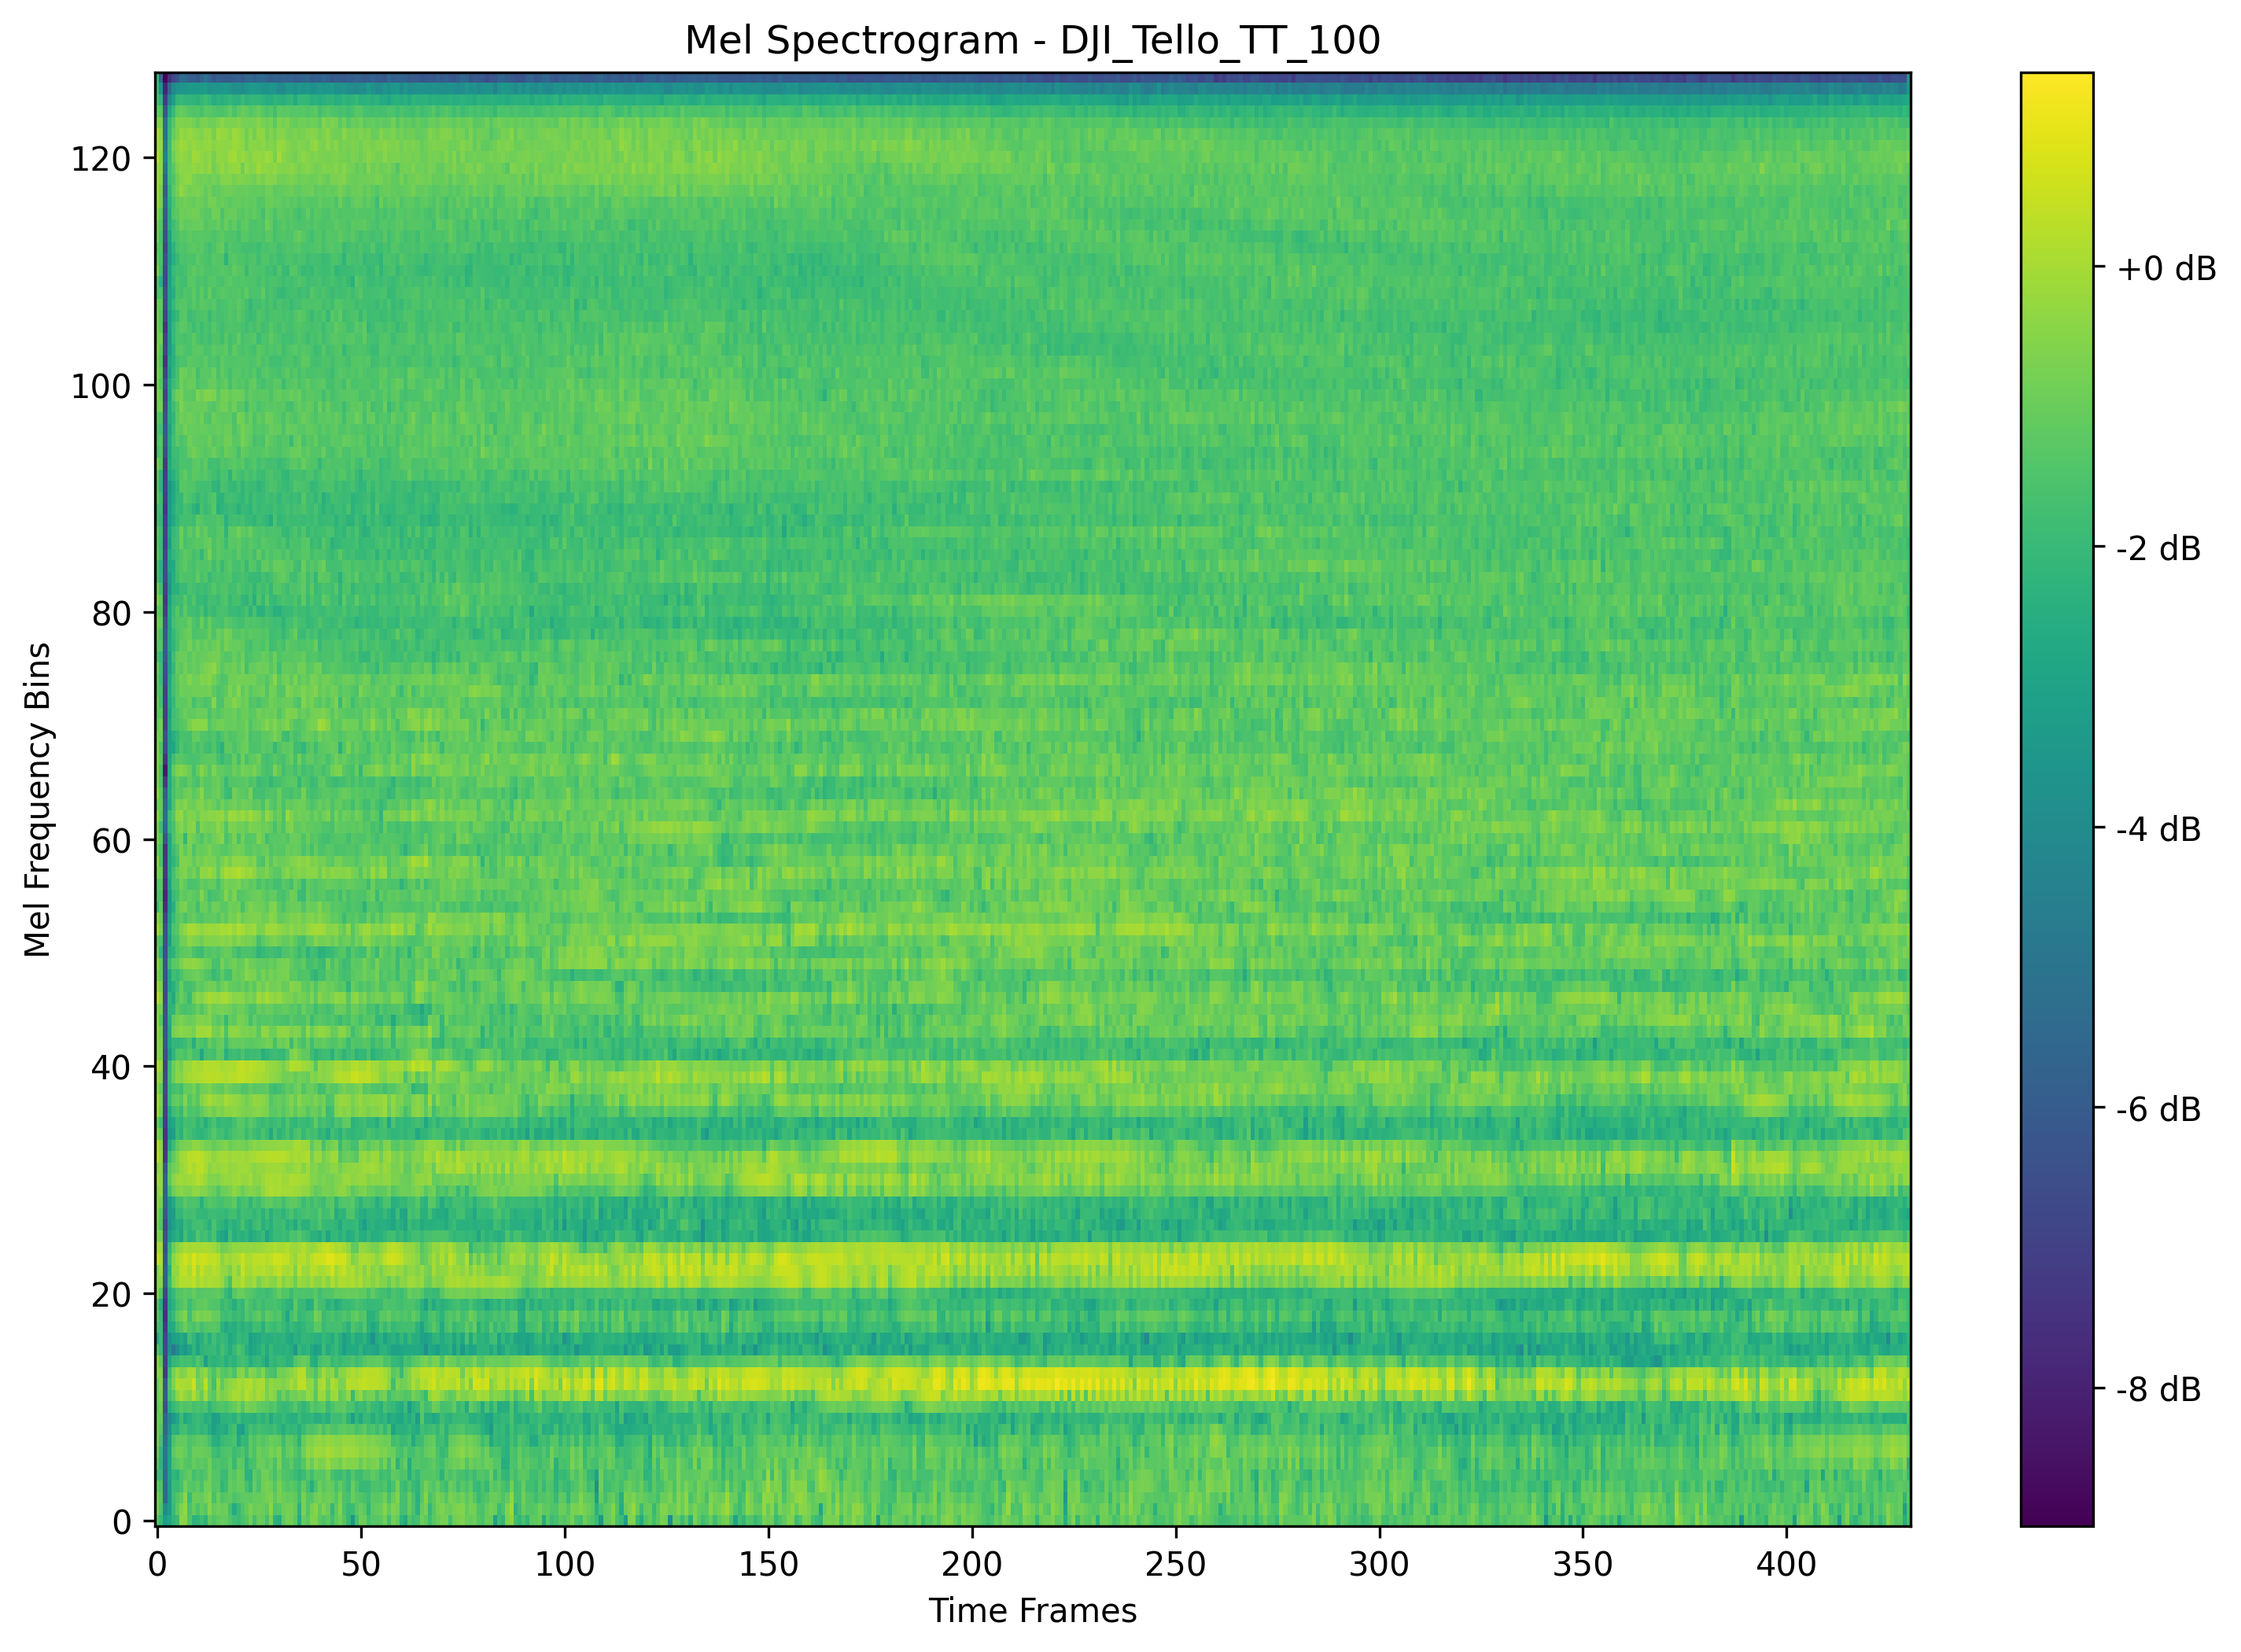 Mel Spectrogram - DJI_Tello_TT_100
Mel Frequency Bins
120
100
80
60
40
20
0
0 50 100 150 200 250 300 350 400
Time Frames
+0 dB
-2 dB
-4 dB
-6 dB
-8 dB